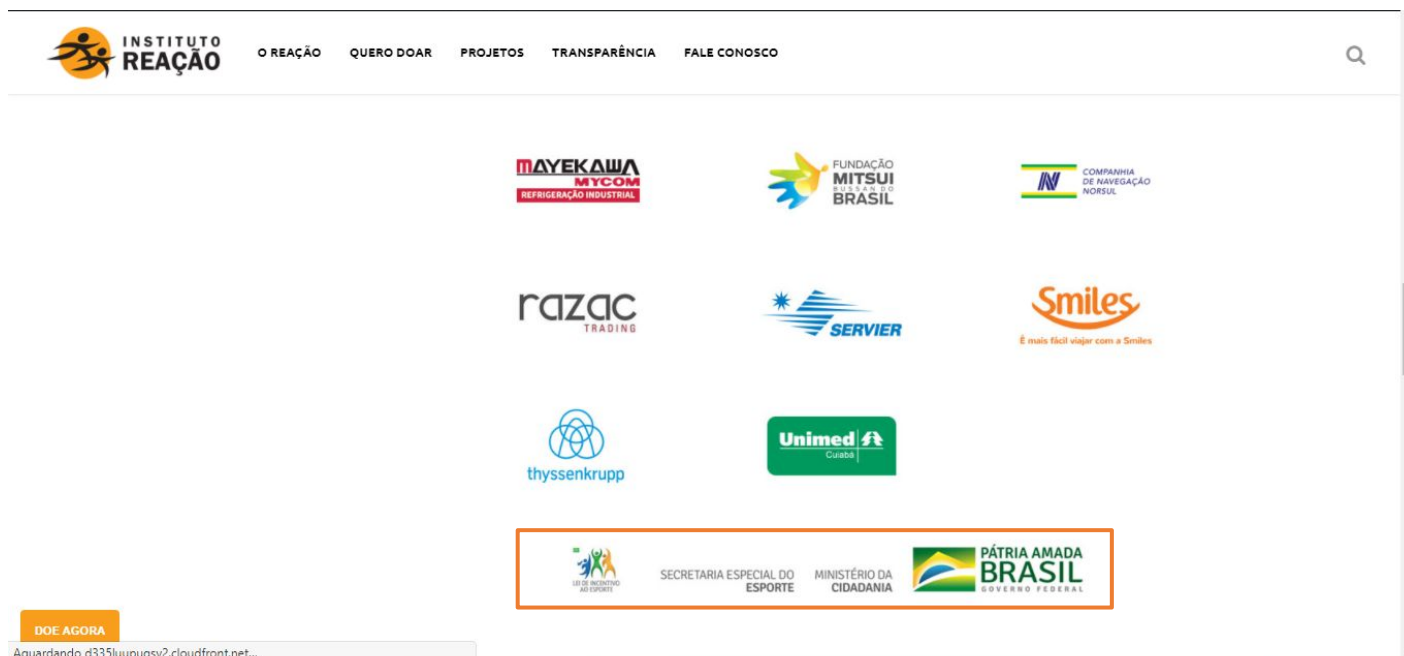 INSTITUTO
REAÇÃO
O REAÇÃO QUERO DOAR PROJETOS TRANSPARÊNCIA FALE CONOSCO
MAYEKAWA
MYCOM
REFRIGERAÇÃO INDUSTRIAL
FUNDAÇÃO
MITSUI
BUSSAN DO
BRASIL
COMPANHIA
DE NAVEGAÇÃO
NORSUL
razac
TRADING
SERVIER
Smiles
É mais fácil viajar com a Smiles
thyssenkrupp
Unimed
Cuiabá
LEI DE INCENTIVO
AO ESPORTE
SECRETARIA ESPECIAL DO
ESPORTE
MINISTÉRIO DA
CIDADANIA
PÁTRIA AMADA
BRASIL
GOVERNO FEDERAL
DOE AGORA